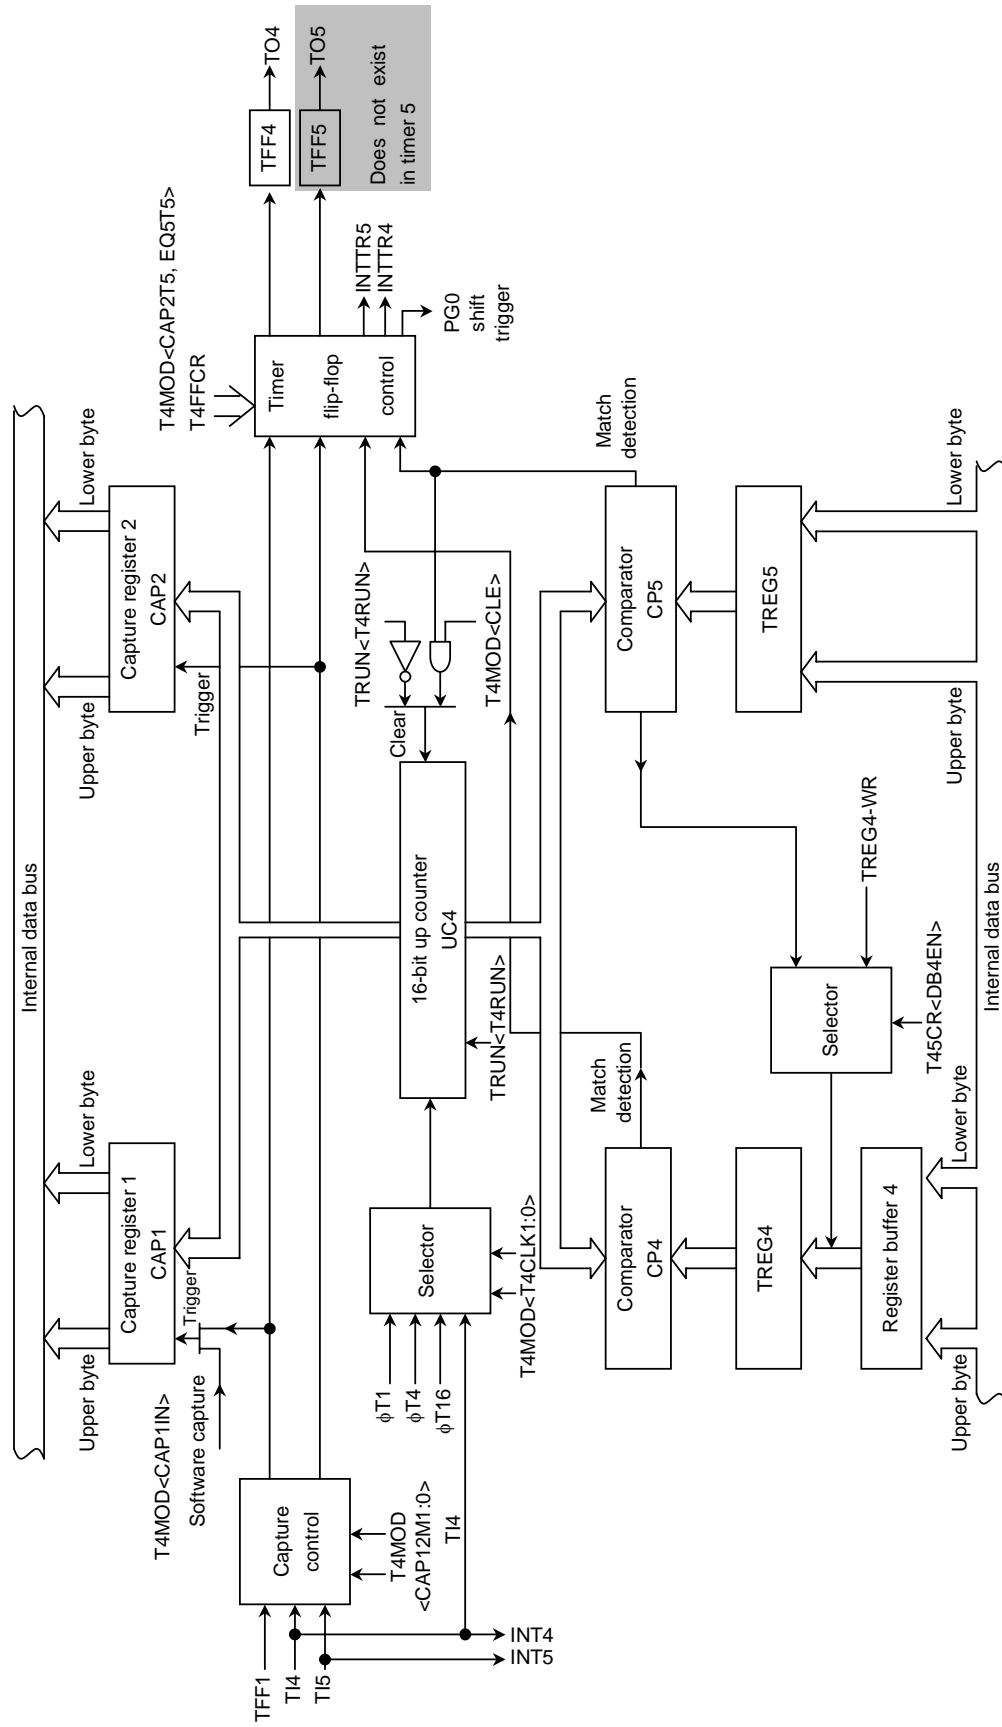 Internal data bus
Upper byte
Lower byte
Upper byte
Lower byte
Capture register 1
CAP1
Capture register 2
CAP2
T4MOD<CAP1IN>
Software capture
Trigger
Trigger
T4MOD<CAP2T5, EQ5T5>
T4FFCR
TFF1
TI4
TI5
Capture
control
T4MOD
<CAP12M1:0>
TI4
INT4
INT5
Timer
flip-flop
control
TFF4
TO4
TFF5
TO5
Does not exist
in timer 5
INTTR5
INTTR4
PG0
shift
trigger
φT1
φT4
φT16
Selector
T4MOD<T4CLK1:0>
16-bit up counter
UC4
TRUN<T4RUN>
Clear
TRUN<T4RUN>
T4MOD<CLE>
Match
detection
Match
detection
Comparator
CP4
Comparator
CP5
TREG4
TREG5
Register buffer 4
Selector
TREG4-WR
T45CR<DB4EN>
Upper byte
Lower byte
Upper byte
Lower byte
Internal data bus